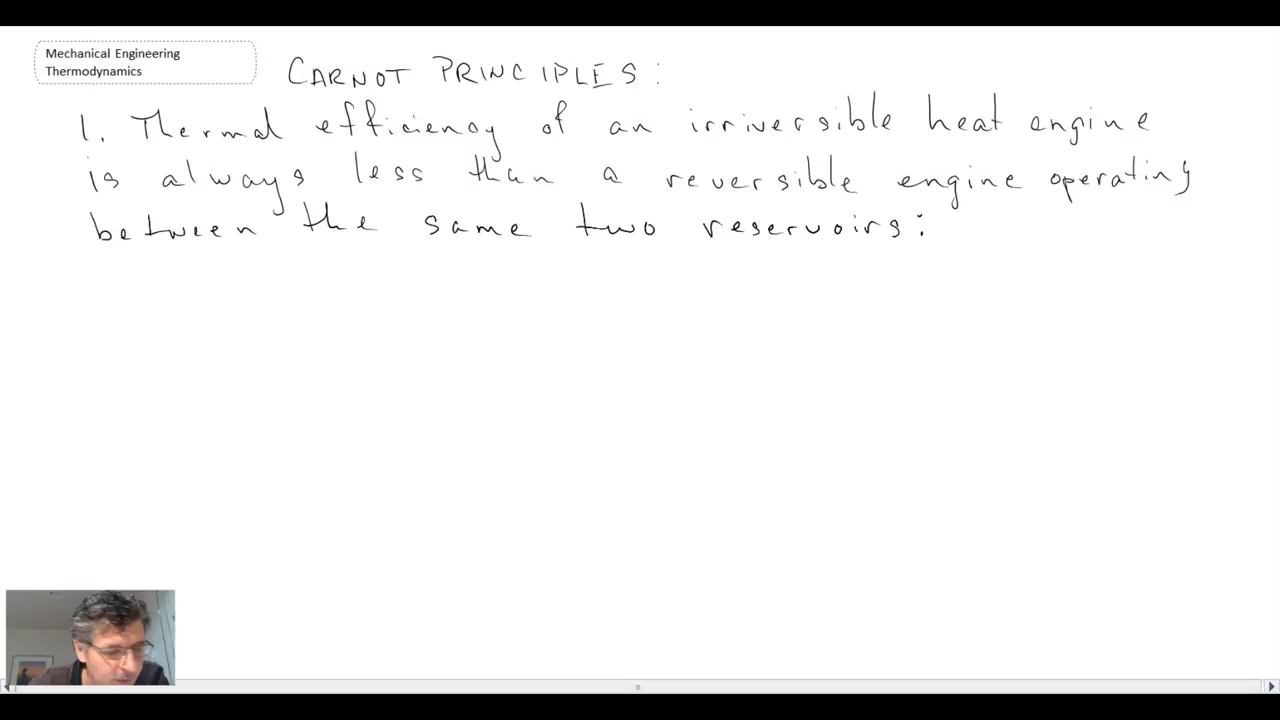 Mechanical Engineering
Thermodynamics
CARNOT PRINCIPLES:
1. Thermal efficiency of an irriversible heat engine
is always less than a reversible engine operating
between the same two reservoirs: